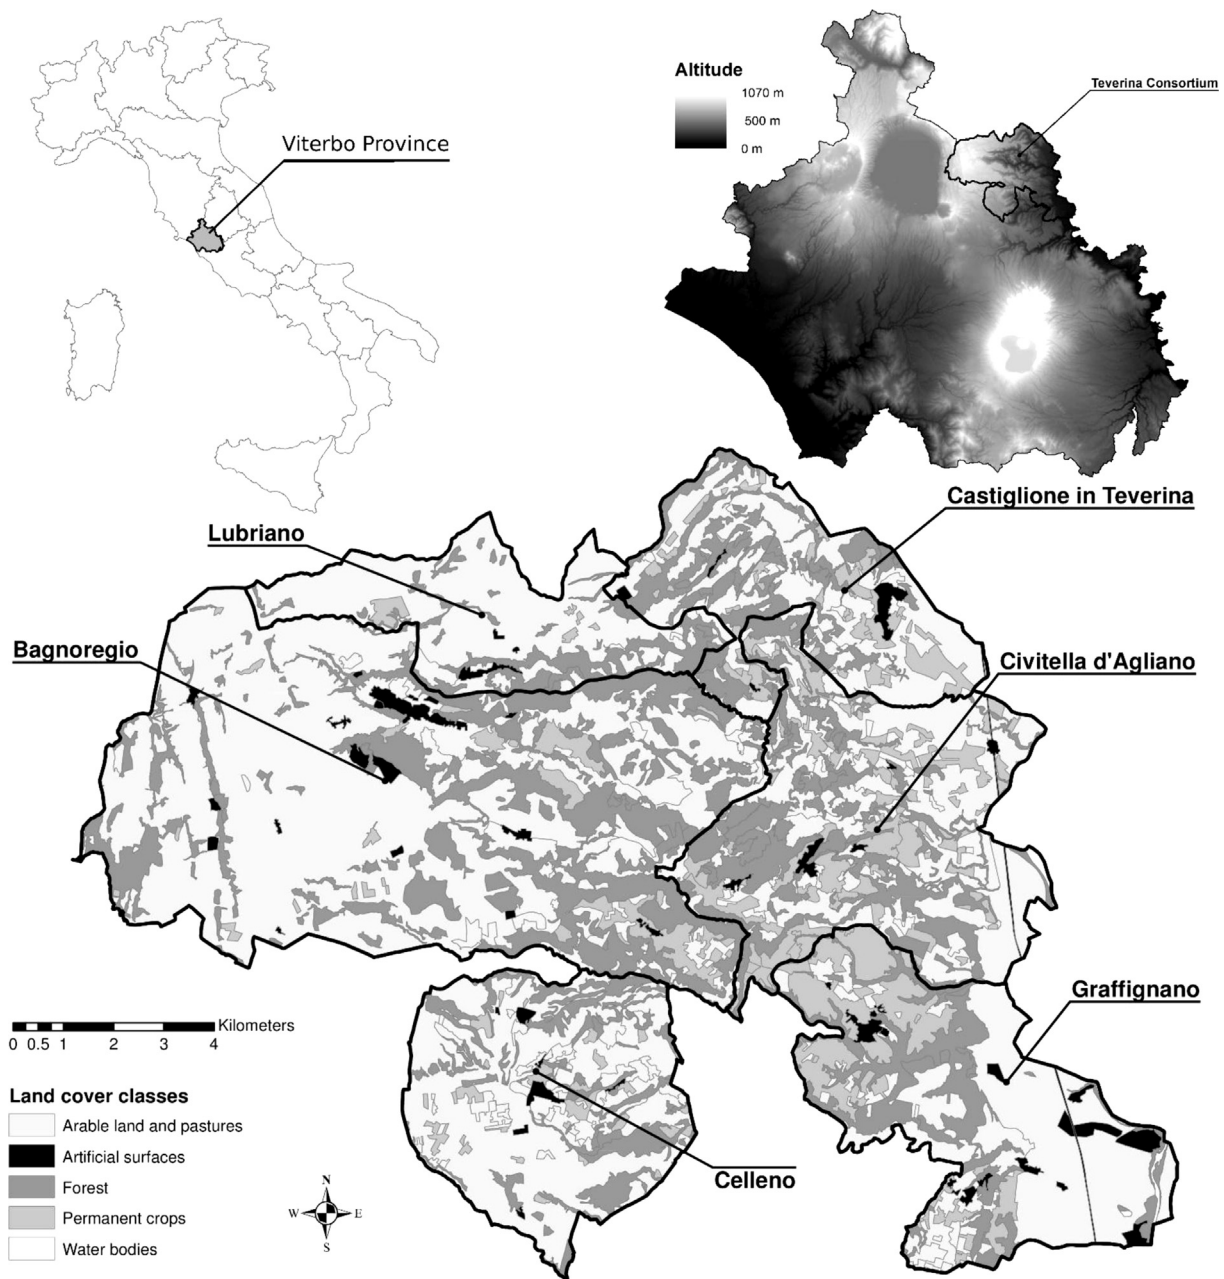 Viterbo Province
Altitude
1070 m
500 m
0 m
Teverina Consortium
Castiglione in Teverina
Lubriano
Bagnoregio
Civitella d'Agliano
Graffignano
Celleno
Kilometers
0 0.5 1 2 3 4
Land cover classes
Arable land and pastures
Artificial surfaces
Forest
Permanent crops
Water bodies
N
W E
S